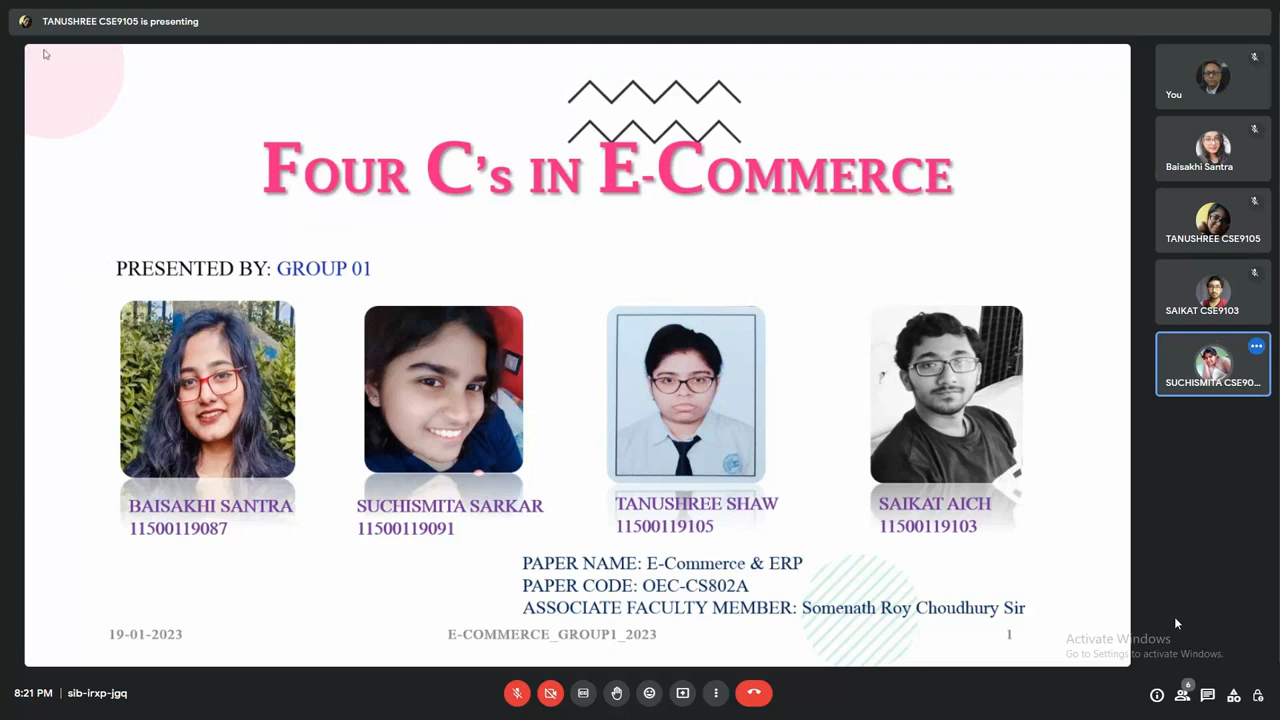 TANUSHREE CSE9105 is presenting
FOUR C's IN E-COMMERCE
PRESENTED BY: GROUP 01
BAISAKHI SANTRA
11500119087
SUCHISMITA SARKAR
11500119091
TANUSHREE SHAW
11500119105
SAIKAT AICH
11500119103
PAPER NAME: E-Commerce & ERP
PAPER CODE: OEC-CS802A
ASSOCIATE FACULTY MEMBER: Somenath Roy Choudhury Sir
19-01-2023
E-COMMERCE_GROUP1_2023
1
You
Baisakhi Santra
TANUSHREE CSE9105
SAIKAT CSE9103
SUCHISMITA CSE90...
Activate Windows
Go to Settings to activate Windows.
8:21 PM | sib-irxp-jgq
6